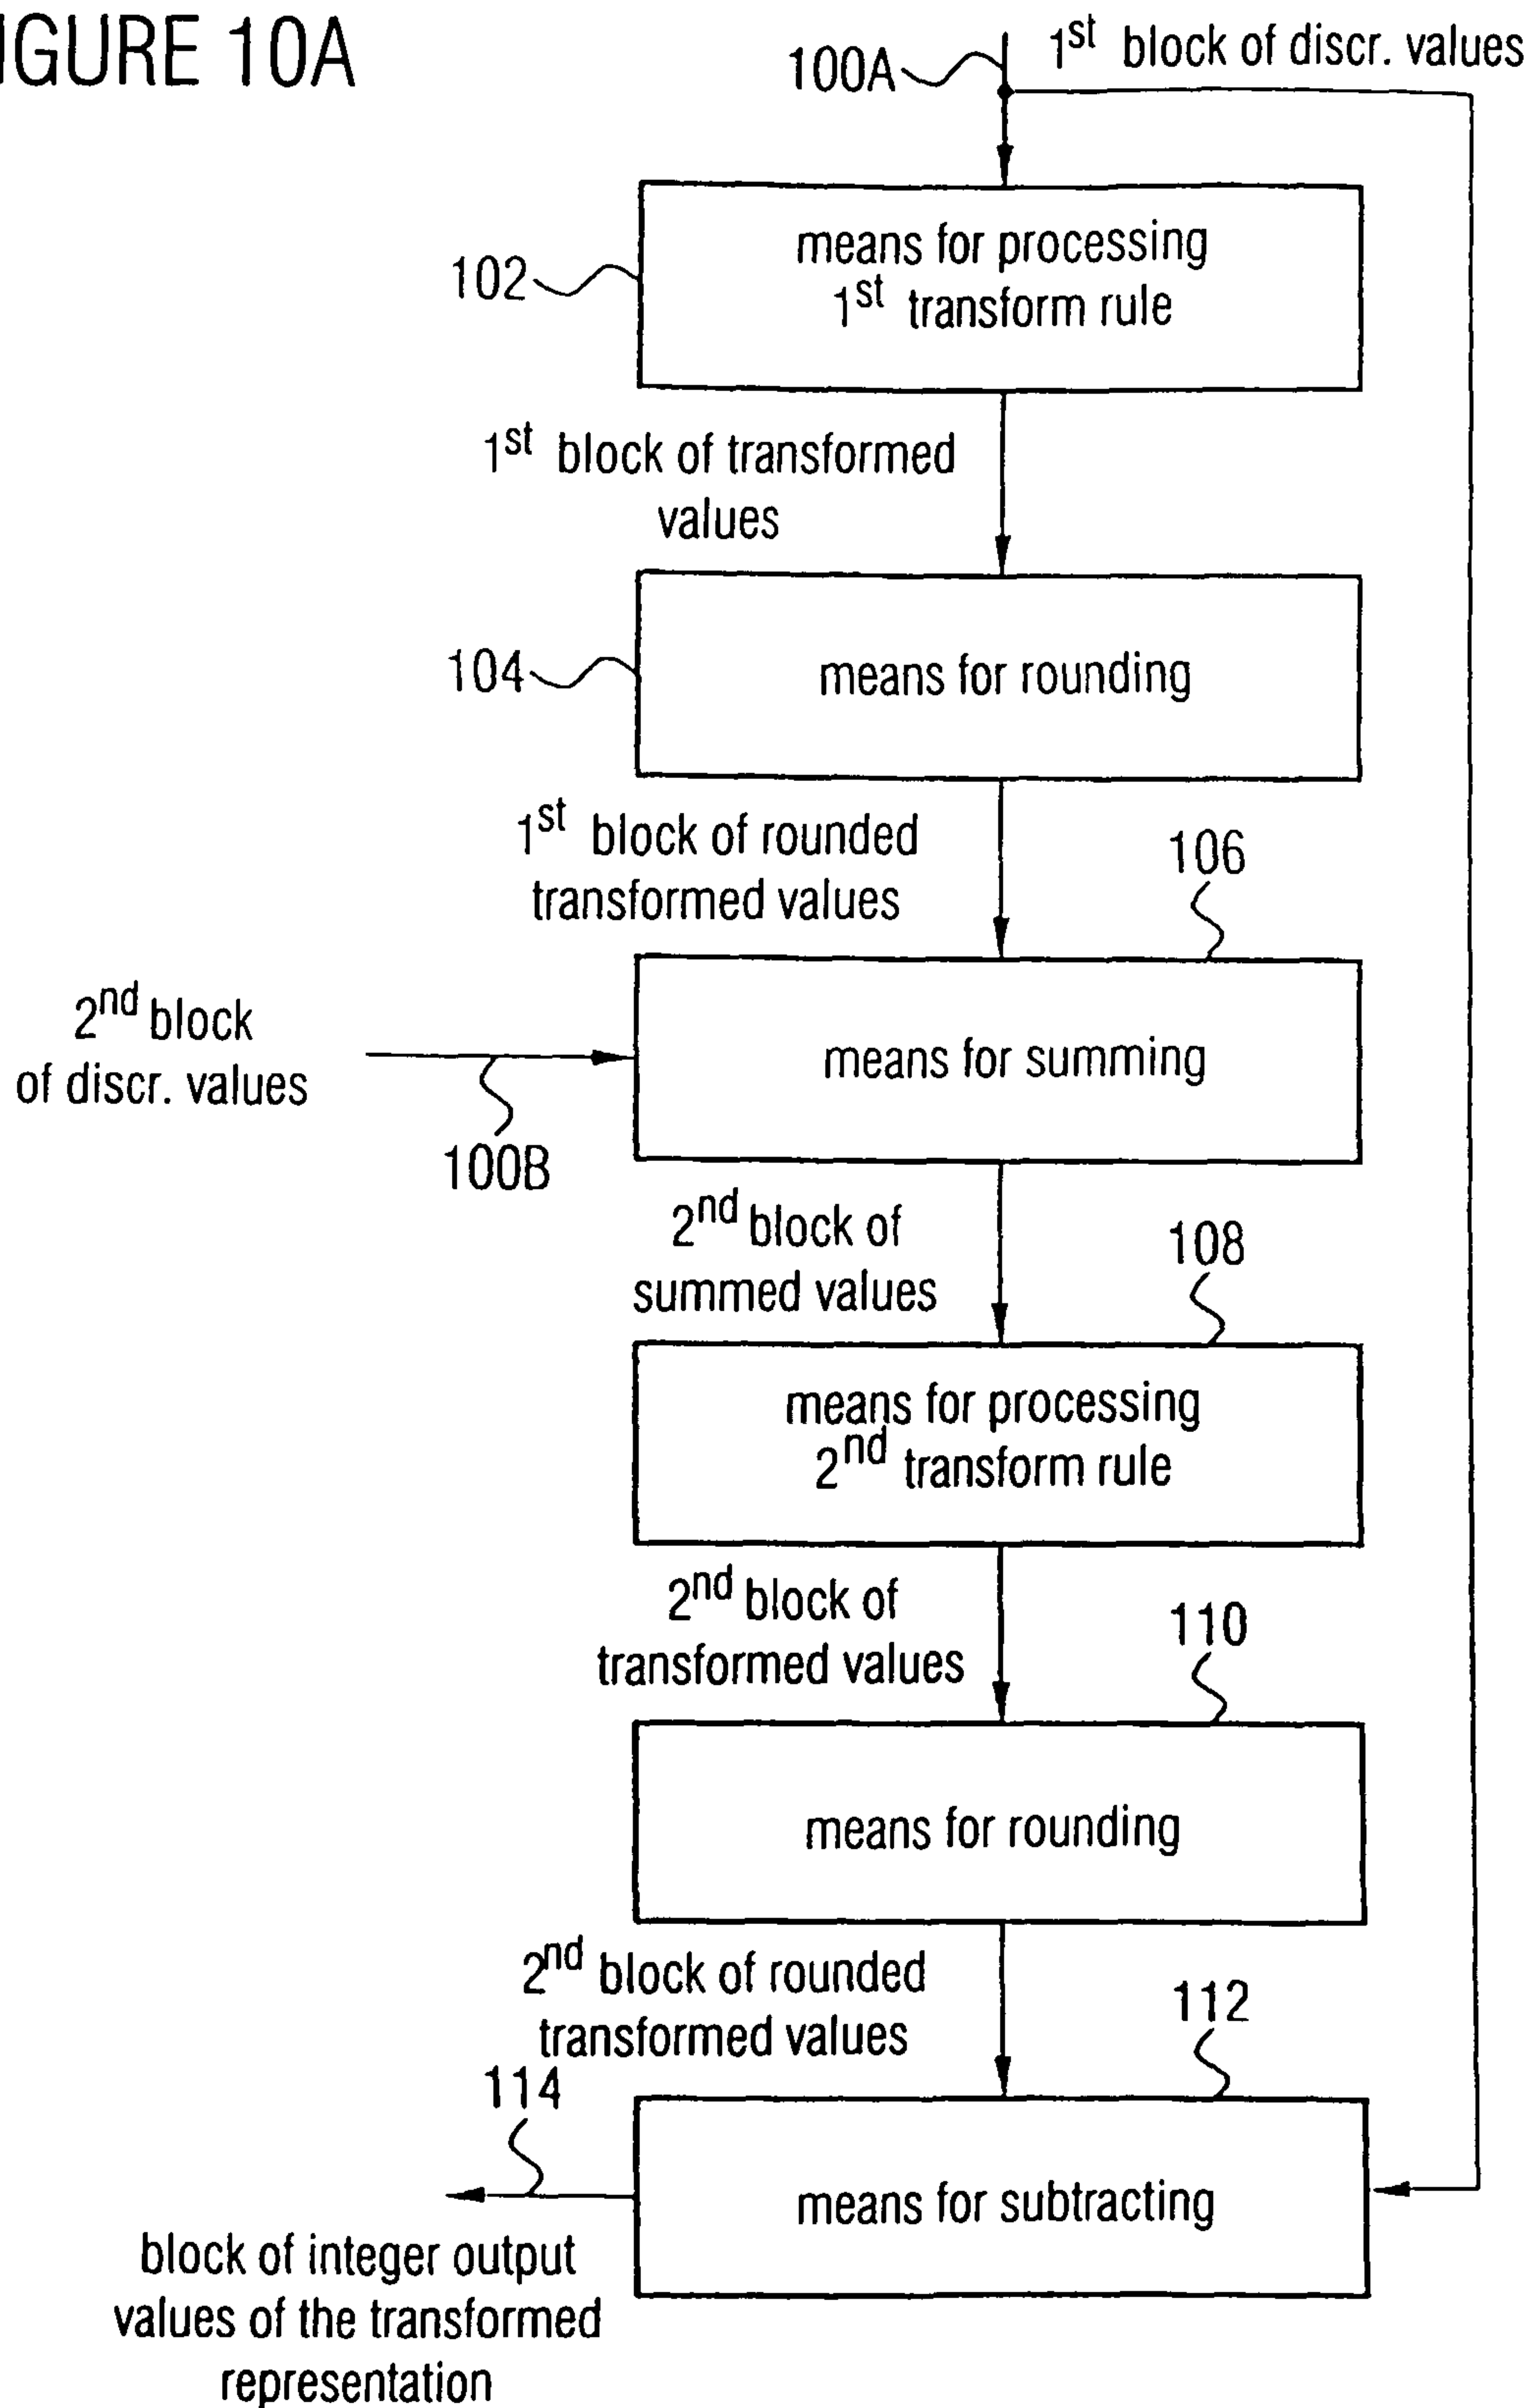 IGURE 10A
100A
1st block of discr. values
means for processing
1st transform rule
102
1st block of transformed
values
means for rounding
104
1st block of rounded
transformed values
106
2nd block
of discr. values
means for summing
100B
2nd block of
summed values
108
means for processing
2nd transform rule
2nd block of
transformed values
110
means for rounding
2nd block of rounded
transformed values
112
114
means for subtracting
block of integer output
values of the transformed
representation